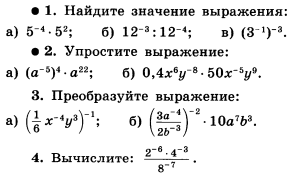 • 1. Найдите значение выражения:
а) 5⁻⁴ · 5²; б) 12⁻³ : 12⁻⁴; в) (3⁻¹)⁻³.
• 2. Упростите выражение:
а) (a⁻⁵)⁴ · a²²; б) 0,4x⁶y⁻⁸ · 50x⁻⁵y⁹.
3. Преобразуйте выражение:
а) (1/6 x⁻⁴y³)⁻¹; б) (3a⁻⁴/2b⁻³)⁻² · 10a⁷b³.
4. Вычислите: 2⁻⁶ · 4⁻³/8⁻⁷.